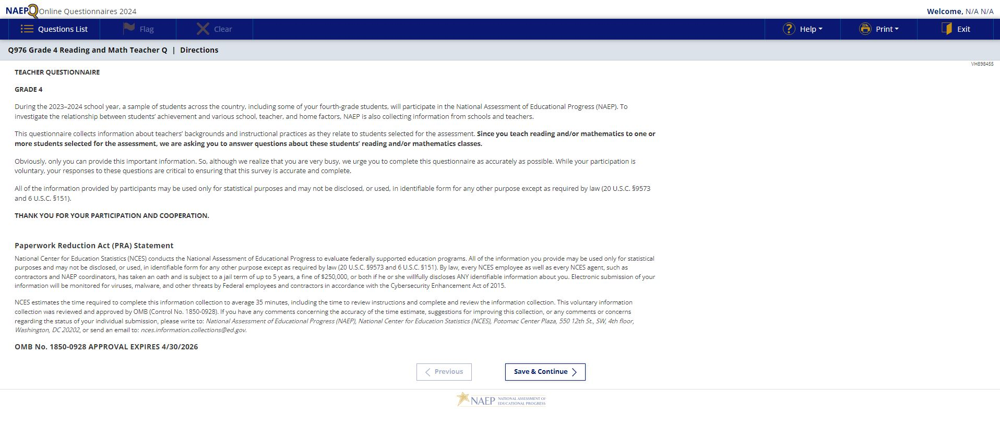 NAEPQ Online Questionnaires 2024
Welcome, N/A N/A
Questions List
Flag
Clear
Help
Print
Exit
Q976 Grade 4 Reading and Math Teacher Q | Directions
VH898455
TEACHER QUESTIONNAIRE
GRADE 4
During the 2023–2024 school year, a sample of students across the country, including some of your fourth-grade students, will participate in the National Assessment of Educational Progress (NAEP). To
investigate the relationship between students’ achievement and various school, teacher, and home factors, NAEP is also collecting information from schools and teachers.
This questionnaire collects information about teachers’ backgrounds and instructional practices as they relate to students selected for the assessment. Since you teach reading and/or mathematics to one or
more students selected for the assessment, we are asking you to answer questions about these students’ reading and/or mathematics classes.
Obviously, only you can provide this important information. So, although we realize that you are very busy, we urge you to complete this questionnaire as accurately as possible. While your participation is
voluntary, your responses to these questions are critical to ensuring that this survey is accurate and complete.
All of the information provided by participants may be used only for statistical purposes and may not be disclosed, or used, in identifiable form for any other purpose except as required by law (20 U.S.C. §9573
and 6 U.S.C. §151).
THANK YOU FOR YOUR PARTICIPATION AND COOPERATION.
Paperwork Reduction Act (PRA) Statement
National Center for Education Statistics (NCES) conducts the National Assessment of Educational Progress to evaluate federally supported education programs. All of the information you provide may be used only for statistical
purposes and may not be disclosed, or used, in identifiable form for any other purpose except as required by law (20 U.S.C. §9573 and 6 U.S.C. §151). By law, every NCES employee as well as every NCES agent, such as
contractors and NAEP coordinators, has taken an oath and is subject to a jail term of up to 5 years, a fine of $250,000, or both if he or she willfully discloses ANY identifiable information about you. Electronic submission of your
information will be monitored for viruses, malware, and other threats by Federal employees and contractors in accordance with the Cybersecurity Enhancement Act of 2015.
NCES estimates the time required to complete this information collection to average 35 minutes, including the time to review instructions and complete and review the information collection. This voluntary information
collection was reviewed and approved by OMB (Control No. 1850-0928). If you have any comments concerning the accuracy of the time estimate, suggestions for improving this collection, or any comments or concerns
regarding the status of your individual submission, please write to: National Assessment of Educational Progress (NAEP), National Center for Education Statistics (NCES), Potomac Center Plaza, 550 12th St., SW, 4th floor,
Washington, DC 20202, or send an email to: nces.information.collections@ed.gov.
OMB No. 1850-0928 APPROVAL EXPIRES 4/30/2026
Previous
Save & Continue
NAEP NATIONAL ASSESSMENT OF
EDUCATIONAL PROGRESS